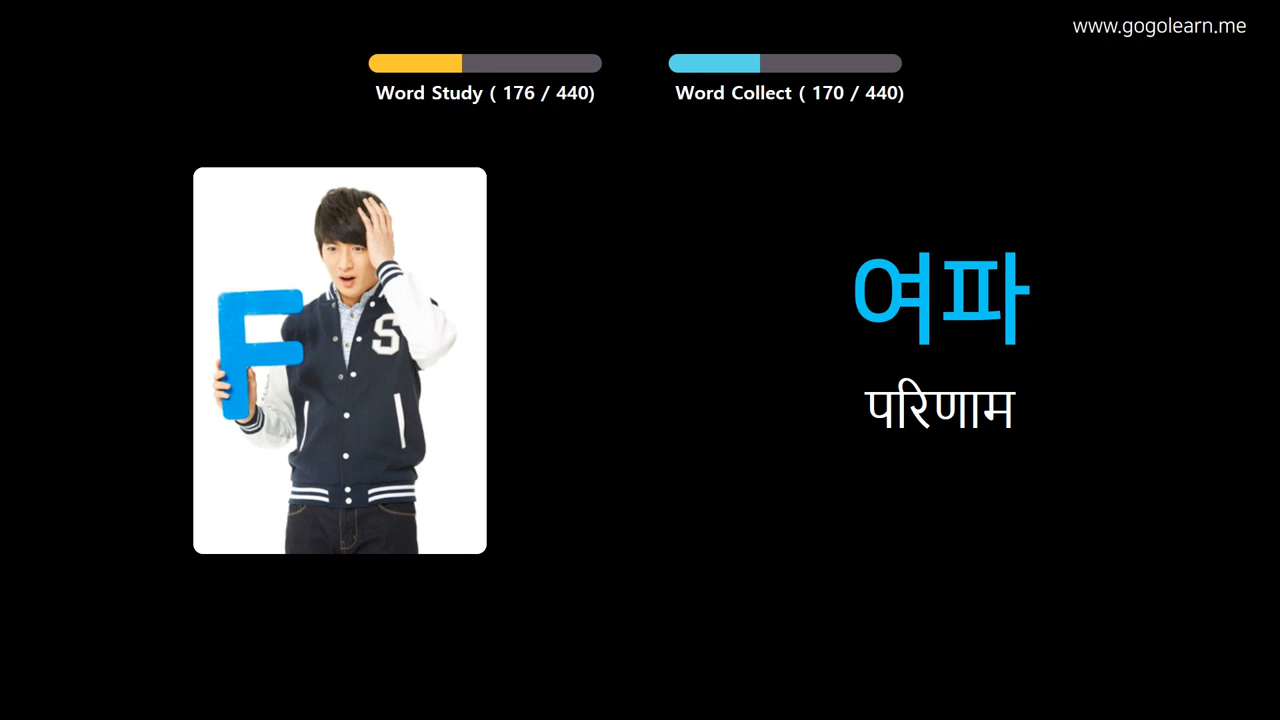 www.gogolearn.me
Word Study ( 176 / 440)
Word Collect ( 170 / 440)
F
S
여파
परिणाम